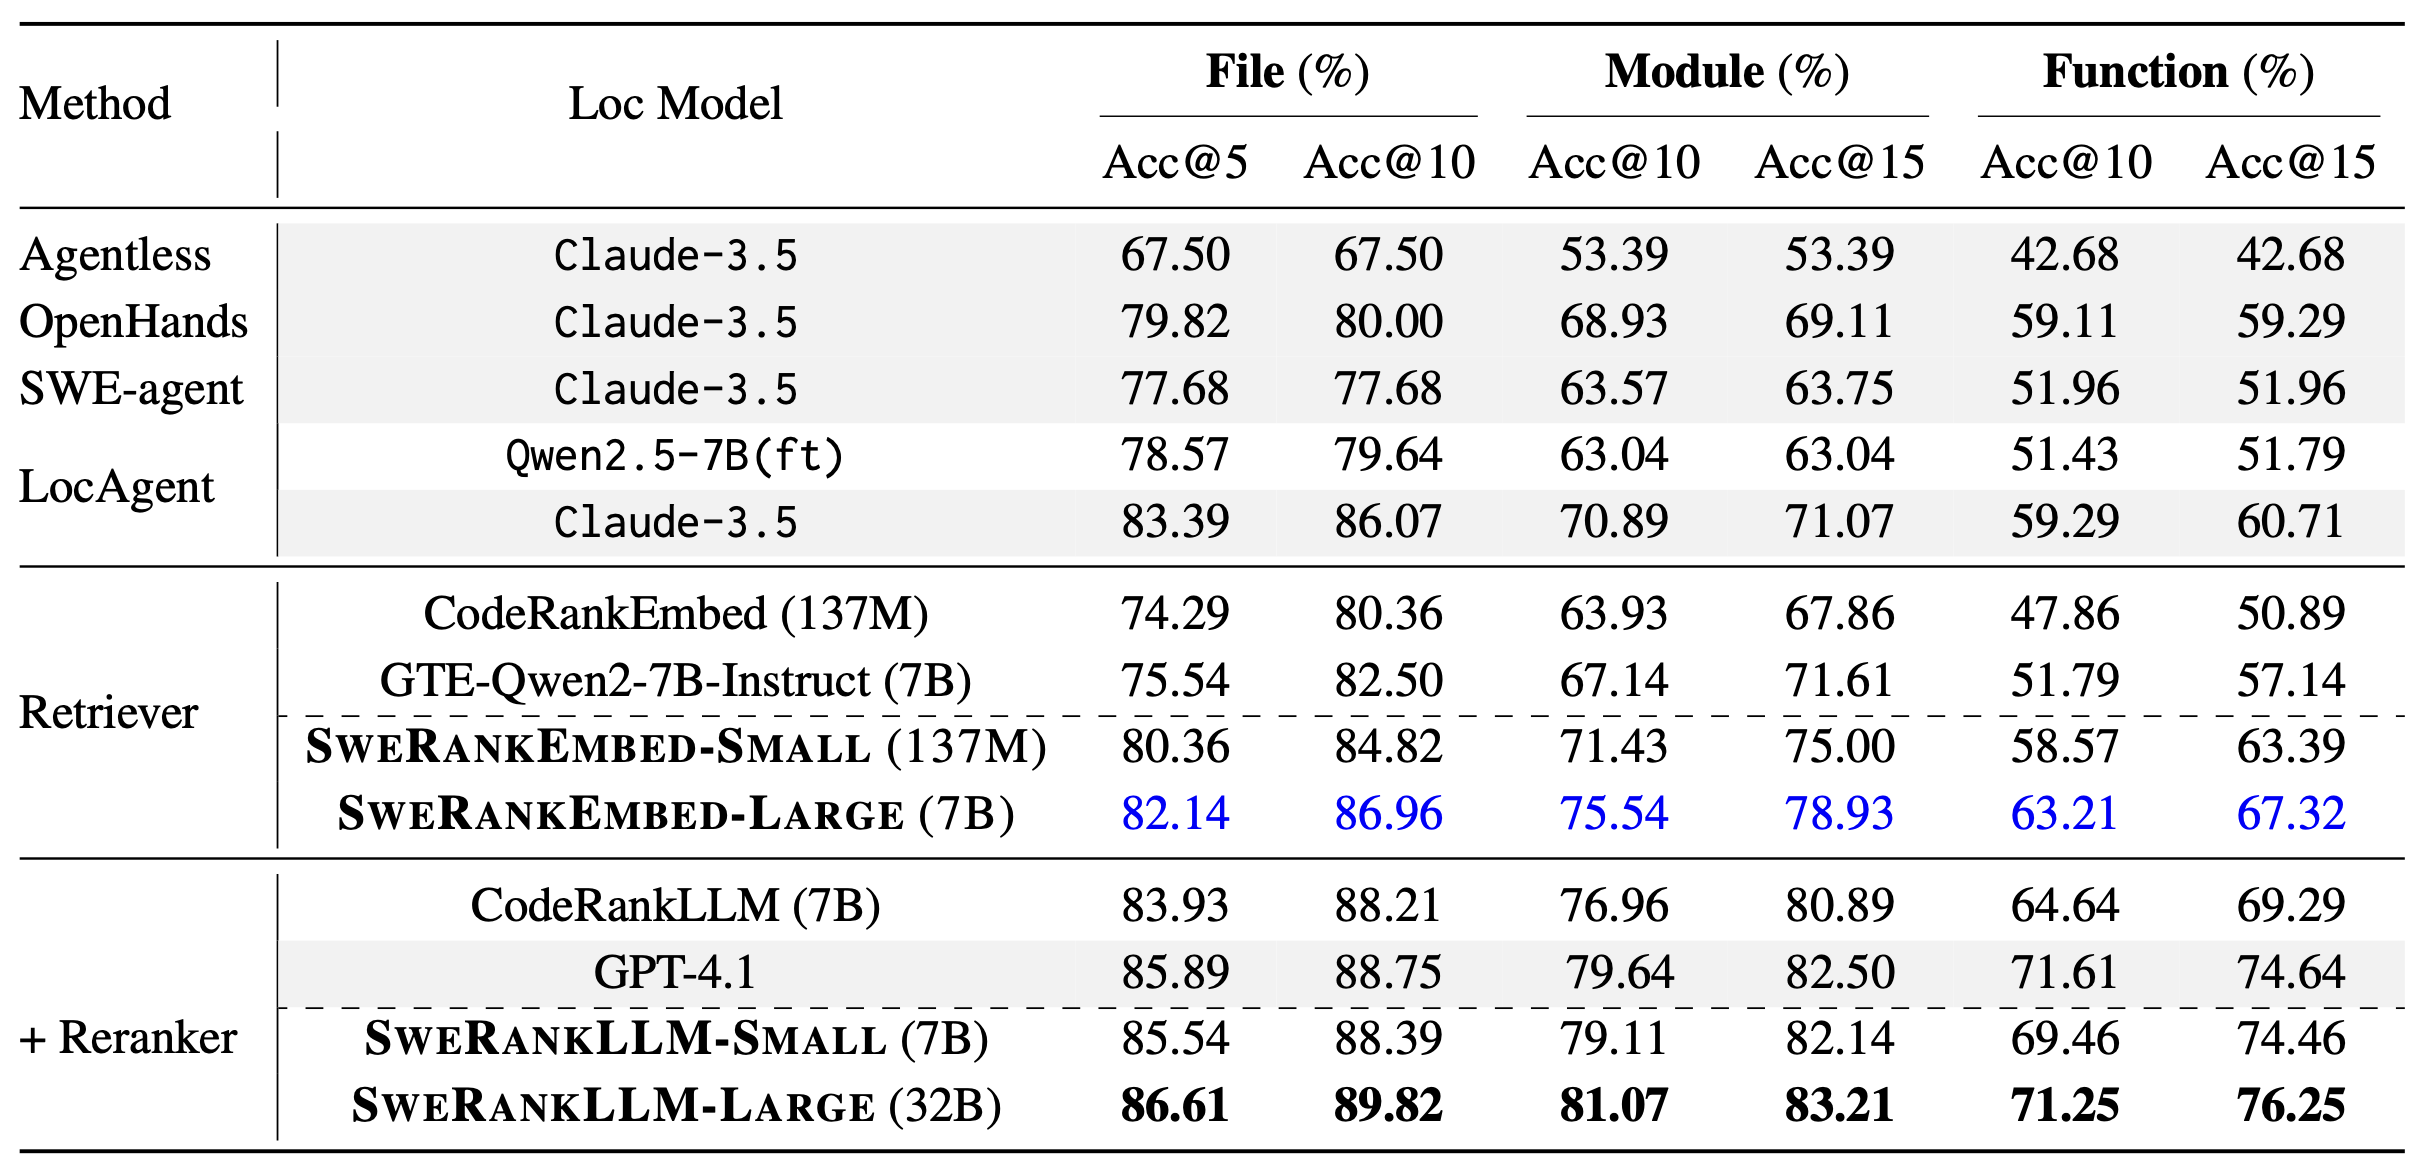 File (%) Module (%) Function (%)
Method Loc Model
Acc@5 Acc@10 Acc@10 Acc@15 Acc@10 Acc@15
Agentless Claude-3.5 67.50 67.50 53.39 53.39 42.68 42.68
OpenHands Claude-3.5 79.82 80.00 68.93 69.11 59.11 59.29
SWE-agent Claude-3.5 77.68 77.68 63.57 63.75 51.96 51.96
Qwen2.5-7B(ft) 78.57 79.64 63.04 63.04 51.43 51.79
LocAgent
Claude-3.5 83.39 86.07 70.89 71.07 59.29 60.71
CodeRankEmbed (137M) 74.29 80.36 63.93 67.86 47.86 50.89
GTE-Qwen2-7B-Instruct (7B) 75.54 82.50 67.14 71.61 51.79 57.14
Retriever
SWERANKEMBED-SMALL (137M) 80.36 84.82 71.43 75.00 58.57 63.39
SWERANKEMBED-LARGE (7B) 82.14 86.96 75.54 78.93 63.21 67.32
CodeRankLLM (7B) 83.93 88.21 76.96 80.89 64.64 69.29
GPT-4.1 85.89 88.75 79.64 82.50 71.61 74.64
+ Reranker SWERANKLLM-SMALL (7B) 85.54 88.39 79.11 82.14 69.46 74.46
SWERANKLLM-LARGE (32B) 86.61 89.82 81.07 83.21 71.25 76.25